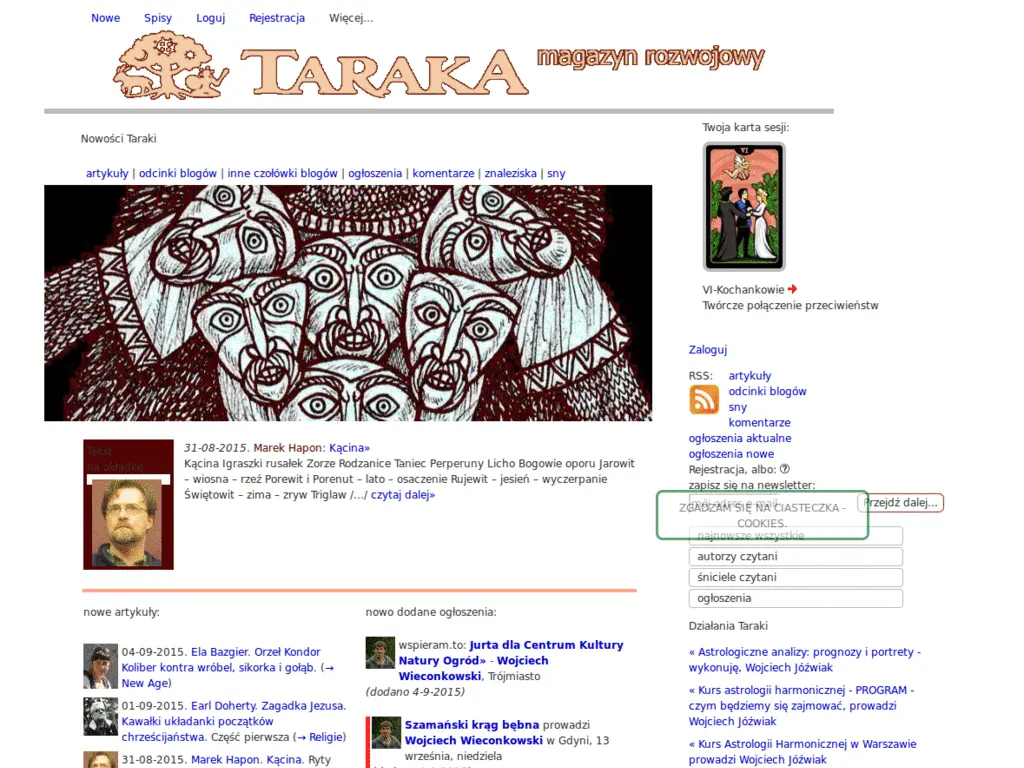 Nowe Spisy Loguj Rejestracja Więcej...
TARAKA magazyn rozwojowy
Nowości Taraki
artykuły | odcinki blogów | inne czołówki blogów | ogłoszenia | komentarze | znaleziska | sny
Tekst
na okładkę
31-08-2015. Marek Hapon: Kącina»
Kącina Igraszki rusałek Zorze Rodzanice Taniec Perperuny Licho Bogowie oporu Jarowit
– wiosna – rzeź Porewit i Porenut – lato – osaczenie Rujewit – jesień – wyczerpanie
Świętowit – zima – zryw Triglaw /.../ czytaj dalej»
nowe artykuły:
04-09-2015. Ela Bazgier. Orzeł Kondor
Koliber kontra wróbel, sikorka i gołąb. (→
New Age)
01-09-2015. Earl Doherty. Zagadka Jezusa.
Kawałki układanki początków
chrześcijaństwa. Część pierwsza (→ Religie)
31-08-2015. Marek Hapon. Kącina. Ryty
nowo dodane ogłoszenia:
wspieram.to: Jurta dla Centrum Kultury
Natury Ogród» - Wojciech
Wieconkowski, Trójmiasto
(dodano 4-9-2015)
Szamański krąg bębna prowadzi
Wojciech Wieconkowski w Gdyni, 13
września, niedziela
Twoja karta sesji:
VI
VI-Kochankowie
Twórcze połączenie przeciwieństw
Zaloguj
RSS: artykuły
odcinki blogów
sny
komentarze
ogłoszenia aktualne
ogłoszenia nowe
Rejestracja, albo: ?
zapisz się na newsletter:
mój adres e-mail
Przejdź dalej...
ZGADZAM SIĘ NA CIASTECZKA -
COOKIES.
najnowsze wszystkie
autorzy czytani
śniciele czytani
ogłoszenia
Działania Taraki
« Astrologiczne analizy: prognozy i portrety -
wykonuję, Wojciech Jóźwiak
« Kurs astrologii harmonicznej - PROGRAM -
czym będziemy się zajmować, prowadzi
Wojciech Jóźwiak
« Kurs Astrologii Harmonicznej w Warszawie
prowadzi Wojciech Jóźwiak